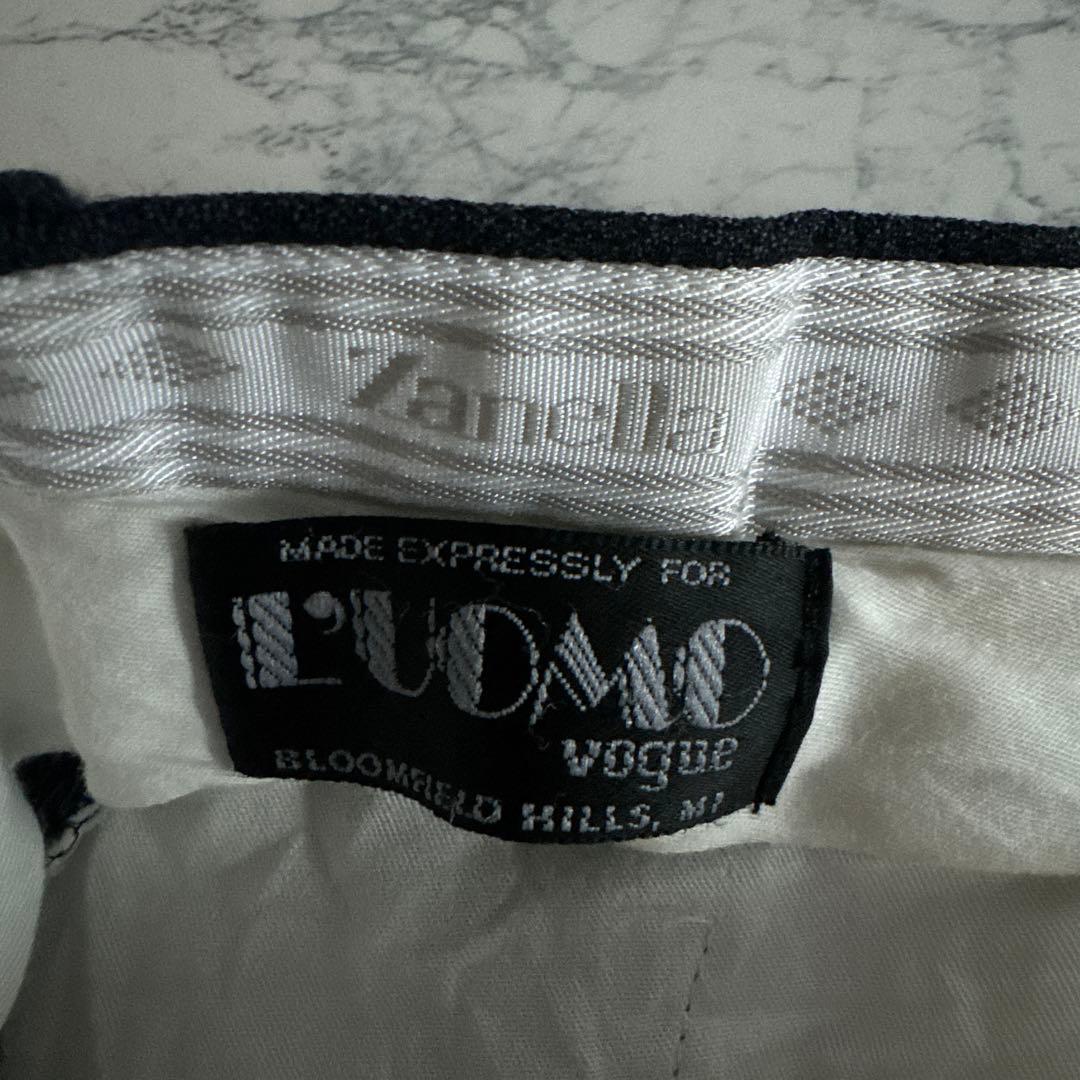 Zanella
MADE EXPRESSLY FOR
L'UOMO
vogue
BLOOMFIELD HILLS, MI